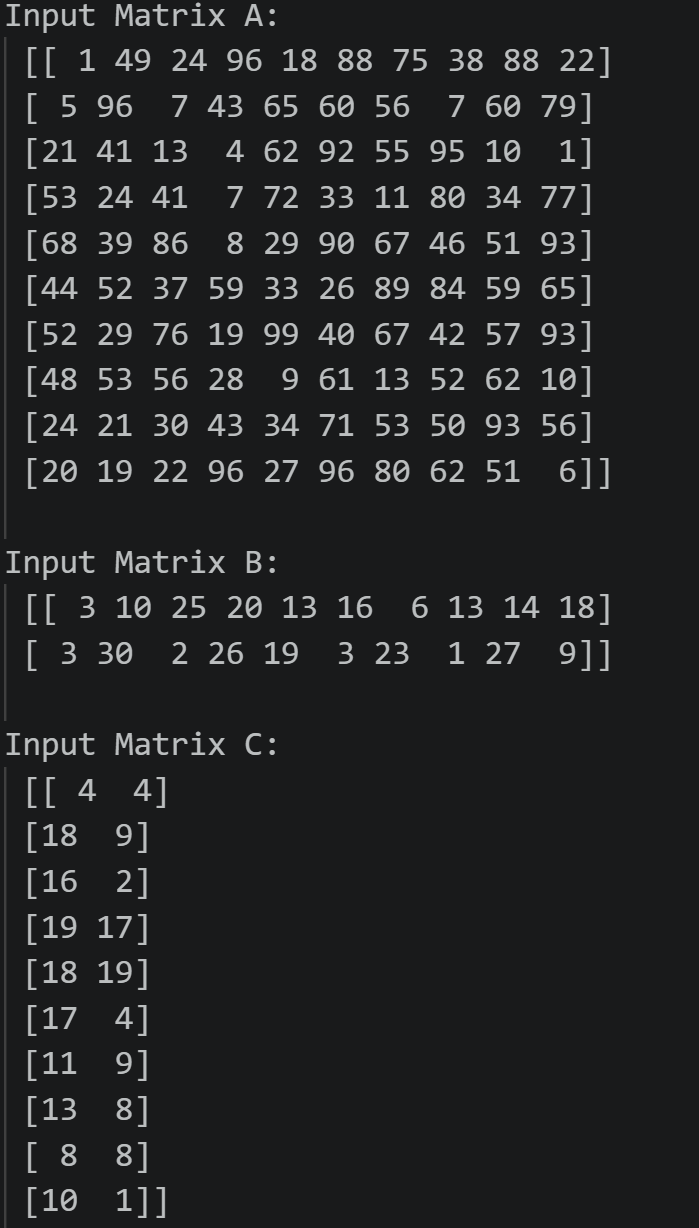 Input Matrix A:
[[ 1 49 24 96 18 88 75 38 88 22]
[ 5 96  7 43 65 60 56  7 60 79]
[21 41 13  4 62 92 55 95 10  1]
[53 24 41  7 72 33 11 80 34 77]
[68 39 86  8 29 90 67 46 51 93]
[44 52 37 59 33 26 89 84 59 65]
[52 29 76 19 99 40 67 42 57 93]
[48 53 56 28  9 61 13 52 62 10]
[24 21 30 43 34 71 53 50 93 56]
[20 19 22 96 27 96 80 62 51  6]]
Input Matrix B:
[[ 3 10 25 20 13 16  6 13 14 18]
[ 3 30  2 26 19  3 23  1 27  9]]
Input Matrix C:
[[ 4  4]
[18  9]
[16  2]
[19 17]
[18 19]
[17  4]
[11  9]
[13  8]
[ 8  8]
[10  1]]